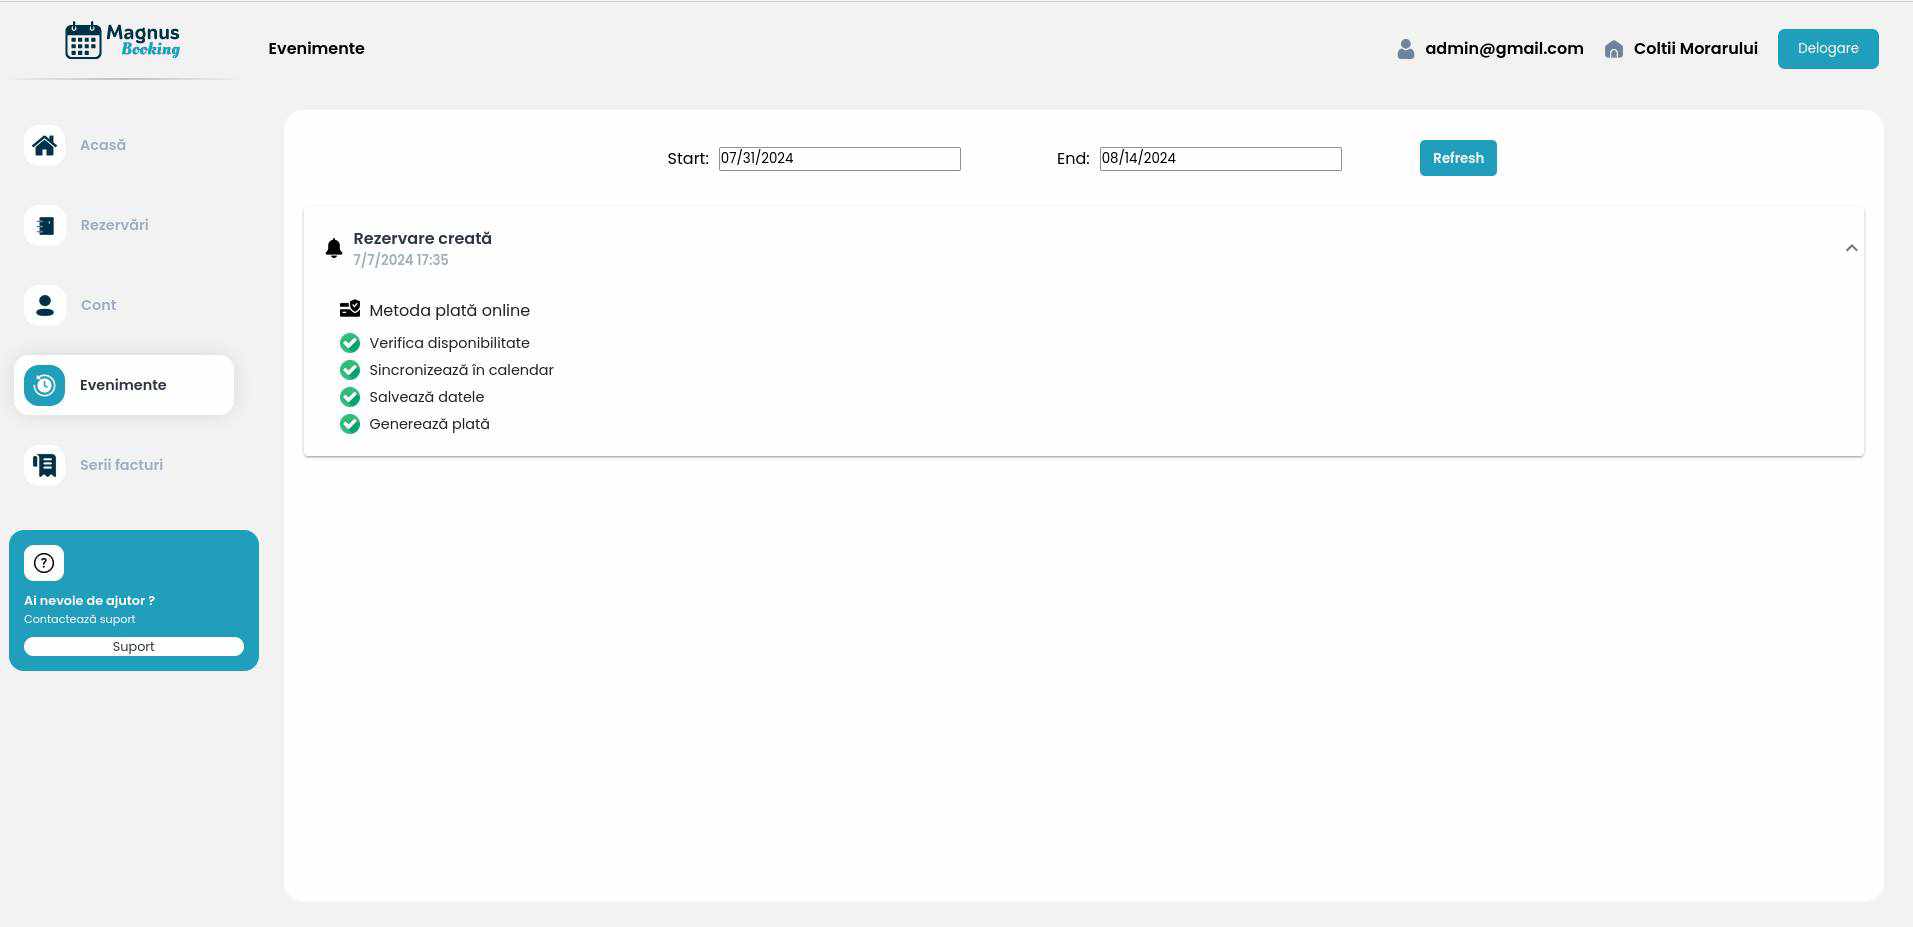 Magnus
Booking
Evenimente
admin@gmail.com
Coltii Morarului
Delogare
Acasă
Rezervări
Cont
Evenimente
Serii facturi
?
Ai nevoie de ajutor ?
Contactează suport
Suport
Start: 07/31/2024
End: 08/14/2024
Refresh
Rezervare creată
7/7/2024 17:35
Metoda plată online
Verifica disponibilitate
Sincronizează în calendar
Salvează datele
Generează plată